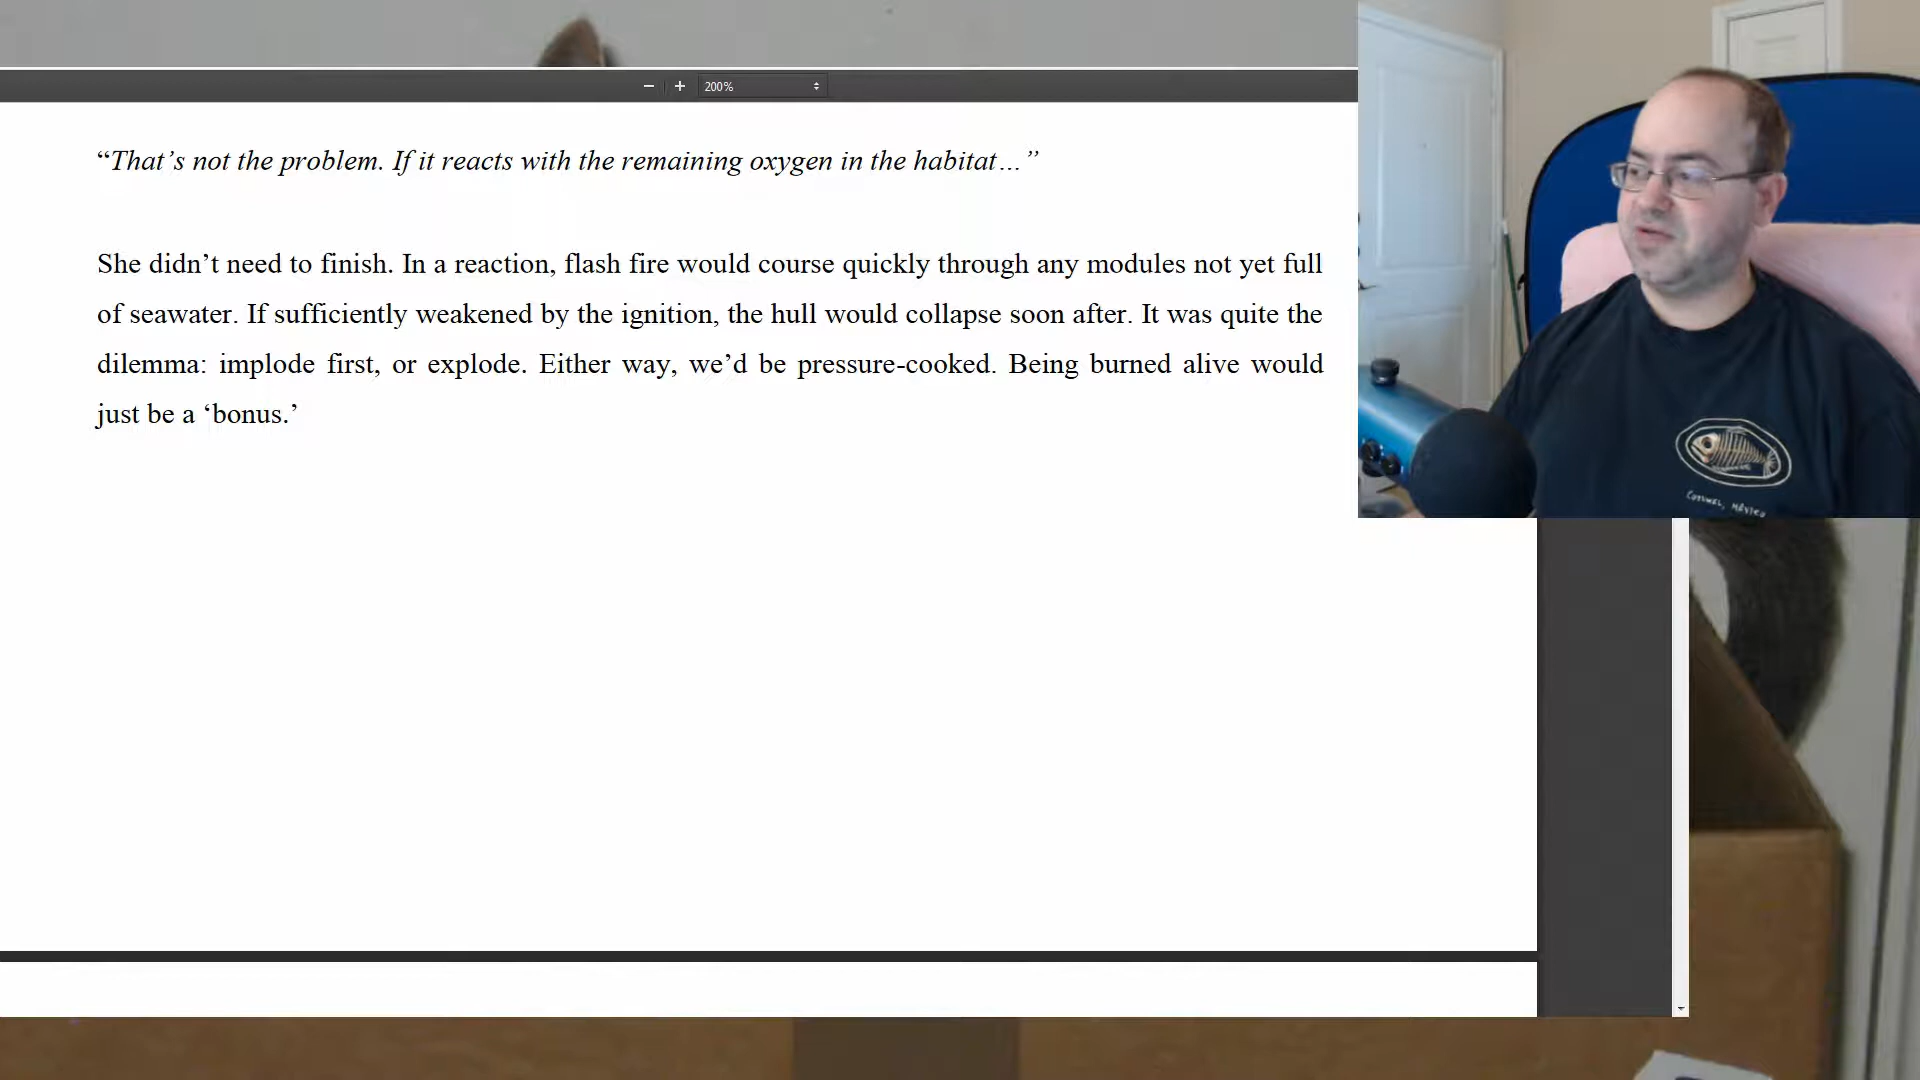 200%
“That’s not the problem. If it reacts with the remaining oxygen in the habitat…”
She didn’t need to finish. In a reaction, flash fire would course quickly through any modules not yet full
of seawater. If sufficiently weakened by the ignition, the hull would collapse soon after. It was quite the
dilemma: implode first, or explode. Either way, we’d be pressure-cooked. Being burned alive would
just be a ‘bonus.’
COZUMEL, MÉXICO